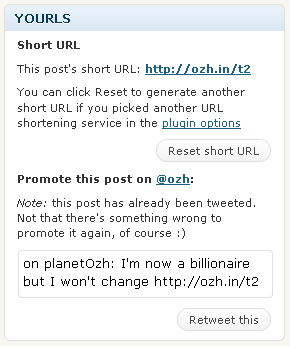 YOURLS
Short URL
This post's short URL: http://ozh.in/t2
You can click Reset to generate another
short URL if you picked another URL
shortening service in the plugin options
Reset short URL
Promote this post on @ozh:
Note: this post has already been tweeted.
Not that there's something wrong to
promote it again, of course :)
on planetOzh: I'm now a billionaire
but I won't change http://ozh.in/t2
Retweet this